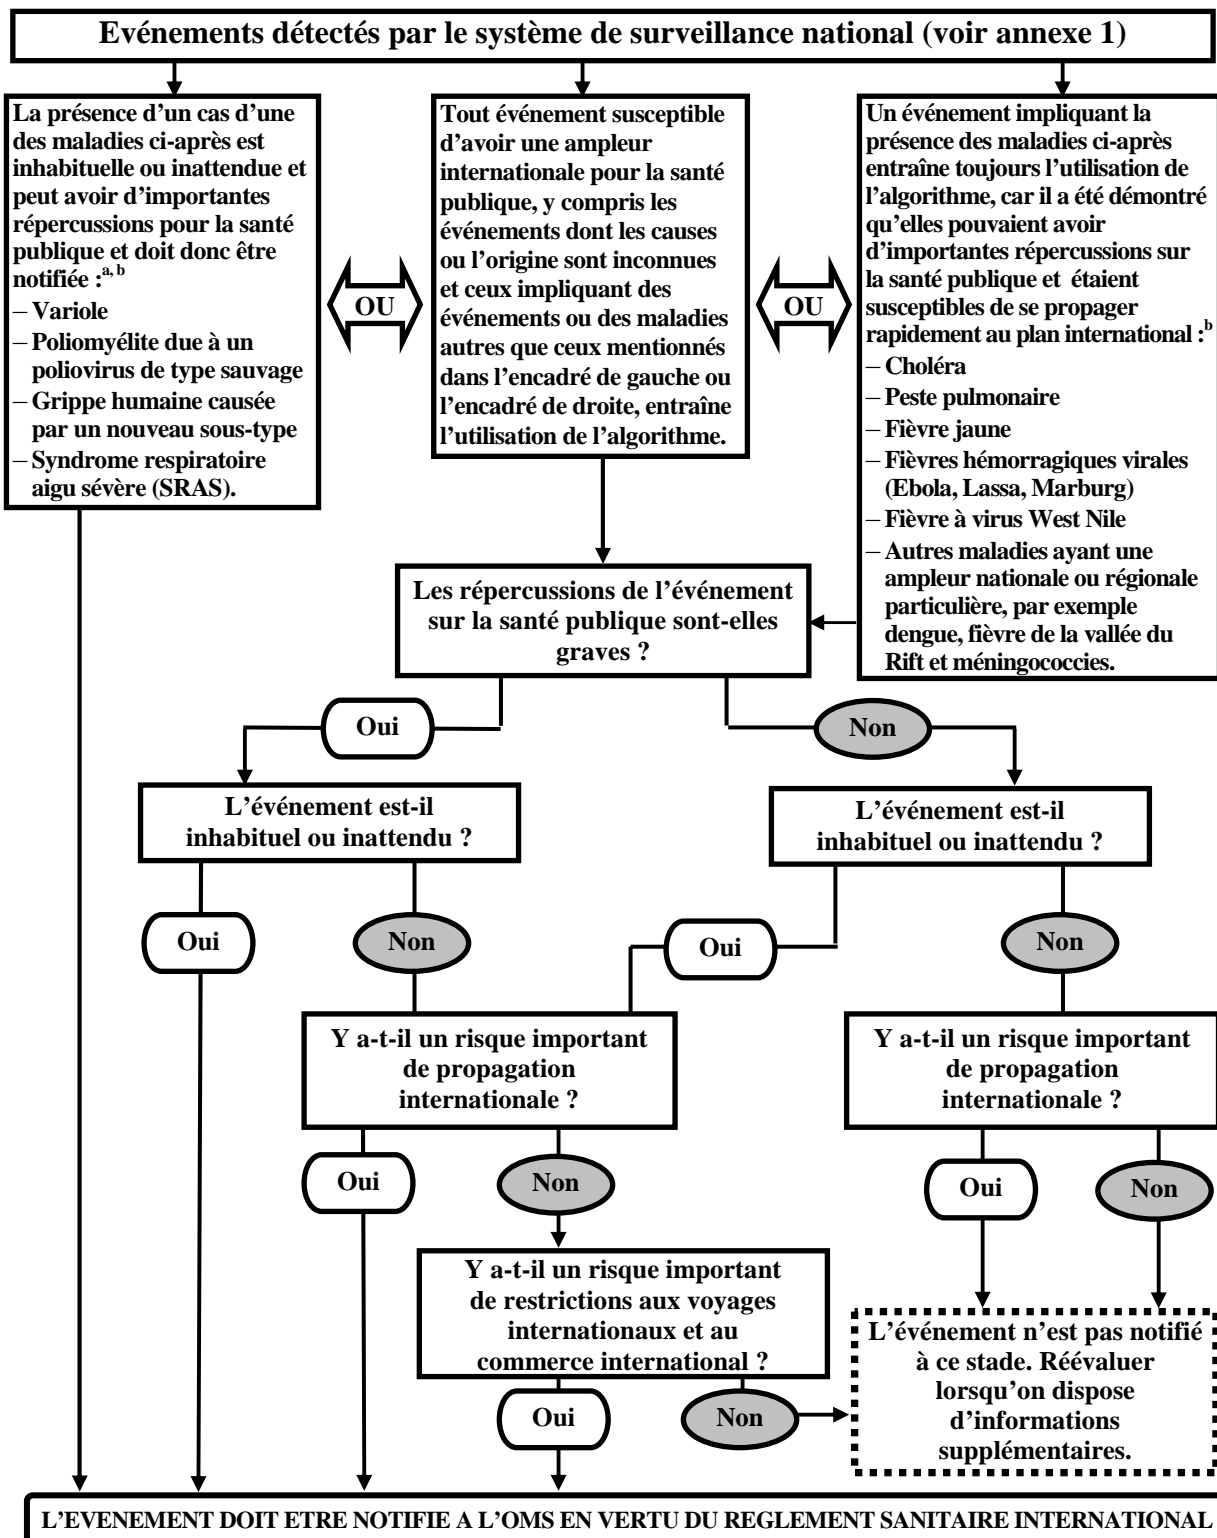 Evénements détectés par le système de surveillance national (voir annexe 1)
La présence d'un cas d'une
des maladies ci-après est
inhabituelle ou inattendue et
peut avoir d'importantes
répercussions pour la santé
publique et doit donc être
notifiée :a, b
– Variole
– Poliomyélite due à un
poliovirus de type sauvage
– Grippe humaine causée
par un nouveau sous-type
– Syndrome respiratoire
aigu sévère (SRAS).
OU
Tout événement susceptible
d'avoir une ampleur
internationale pour la santé
publique, y compris les
événements dont les causes
ou l'origine sont inconnues
et ceux impliquant des
événements ou des maladies
autres que ceux mentionnés
dans l'encadré de gauche ou
l'encadré de droite, entraîne
l'utilisation de l'algorithme.
OU
Un événement impliquant la
présence des maladies ci-après
entraîne toujours l'utilisation de
l'algorithme, car il a été démontré
qu'elles pouvaient avoir
d'importantes répercussions sur
la santé publique et étaient
susceptibles de se propager
rapidement au plan international :b
– Choléra
– Peste pulmonaire
– Fièvre jaune
– Fièvres hémorragiques virales
(Ebola, Lassa, Marburg)
– Fièvre à virus West Nile
– Autres maladies ayant une
ampleur nationale ou régionale
particulière, par exemple
dengue, fièvre de la vallée du
Rift et méningococcies.
Les répercussions de l'événement
sur la santé publique sont-elles
graves ?
Oui
Non
L'événement est-il
inhabituel ou inattendu ?
L'événement est-il
inhabituel ou inattendu ?
Oui
Non
Oui
Non
Y a-t-il un risque important
de propagation
internationale ?
Y a-t-il un risque important
de propagation
internationale ?
Oui
Non
Oui
Non
Y a-t-il un risque important
de restrictions aux voyages
internationaux et au
commerce international ?
L'événement n'est pas notifié
à ce stade. Réévaluer
lorsqu'on dispose
d'informations
supplémentaires.
Oui
Non
L'EVENEMENT DOIT ETRE NOTIFIE A L'OMS EN VERTU DU REGLEMENT SANITAIRE INTERNATIONAL